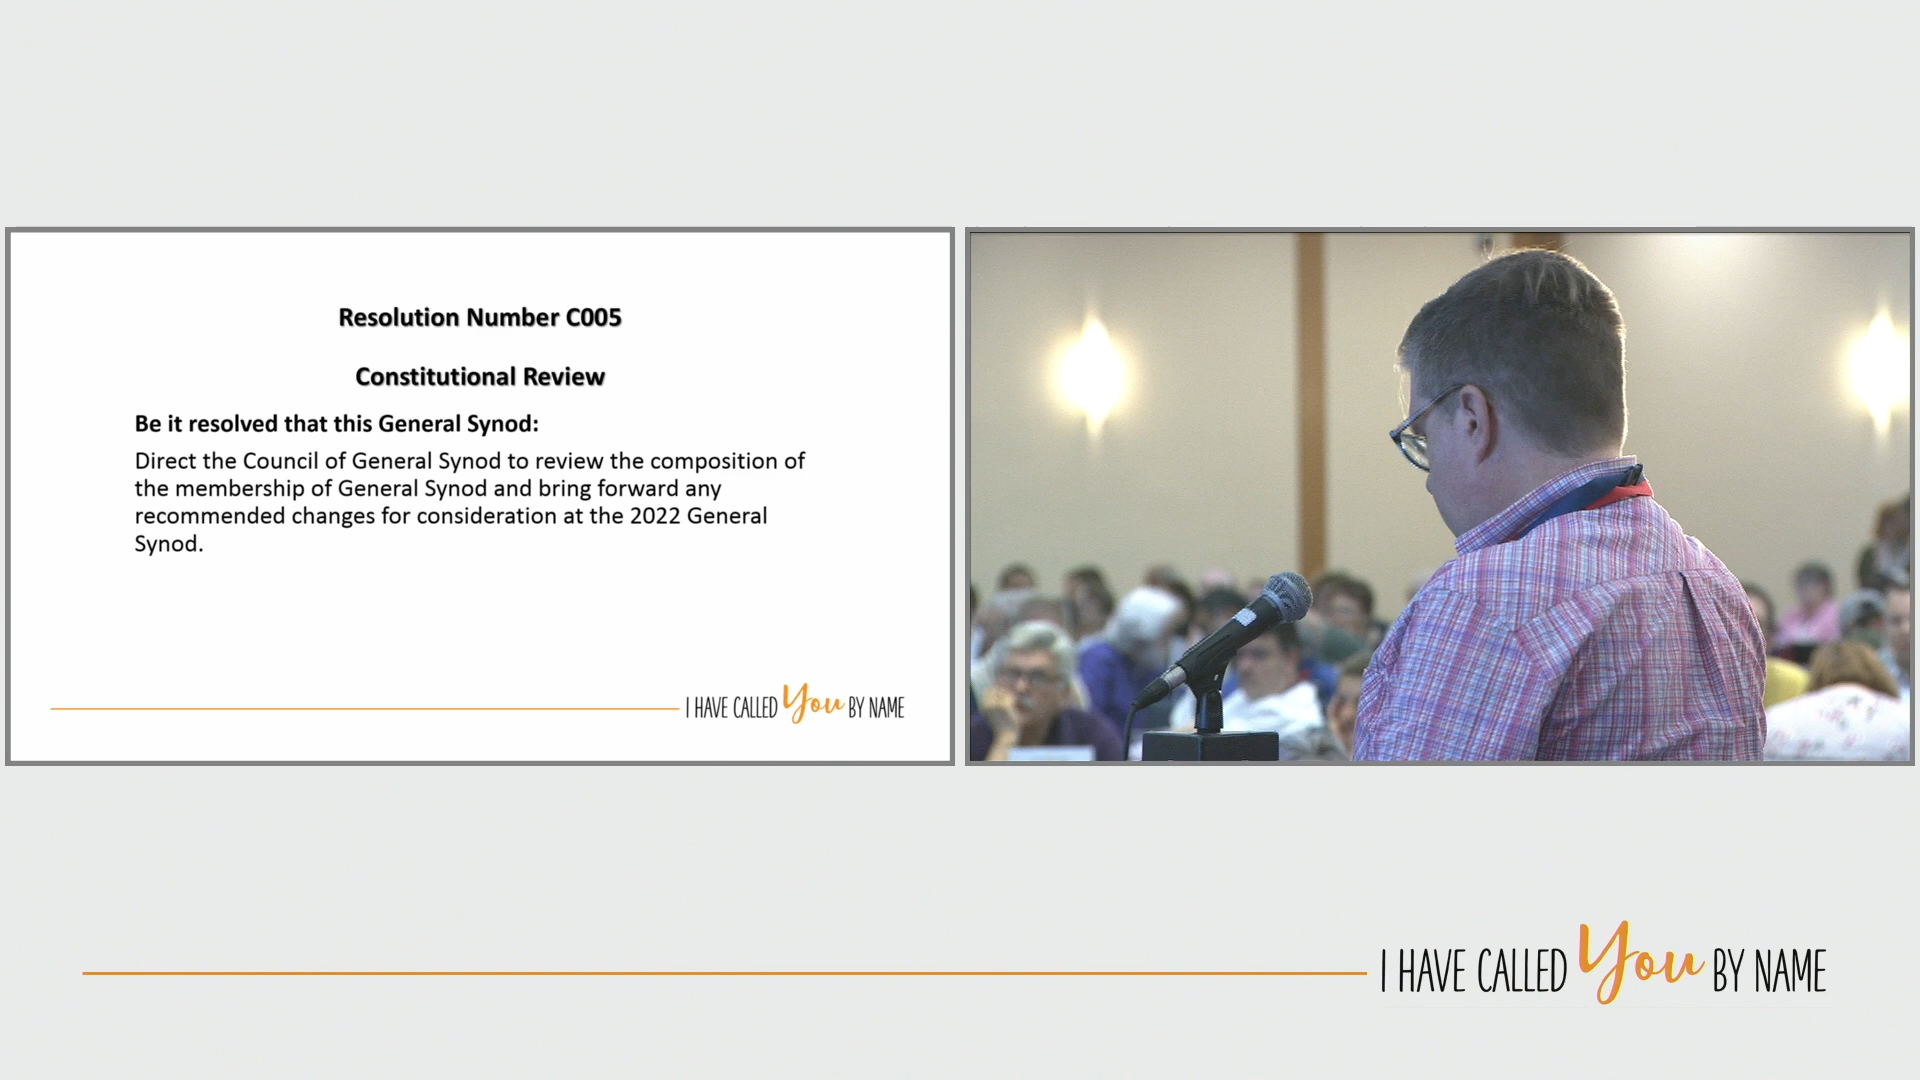 Resolution Number C005
Constitutional Review
Be it resolved that this General Synod:
Direct the Council of General Synod to review the composition of
the membership of General Synod and bring forward any
recommended changes for consideration at the 2022 General
Synod.
I HAVE CALLED You BY NAME
I HAVE CALLED You BY NAME